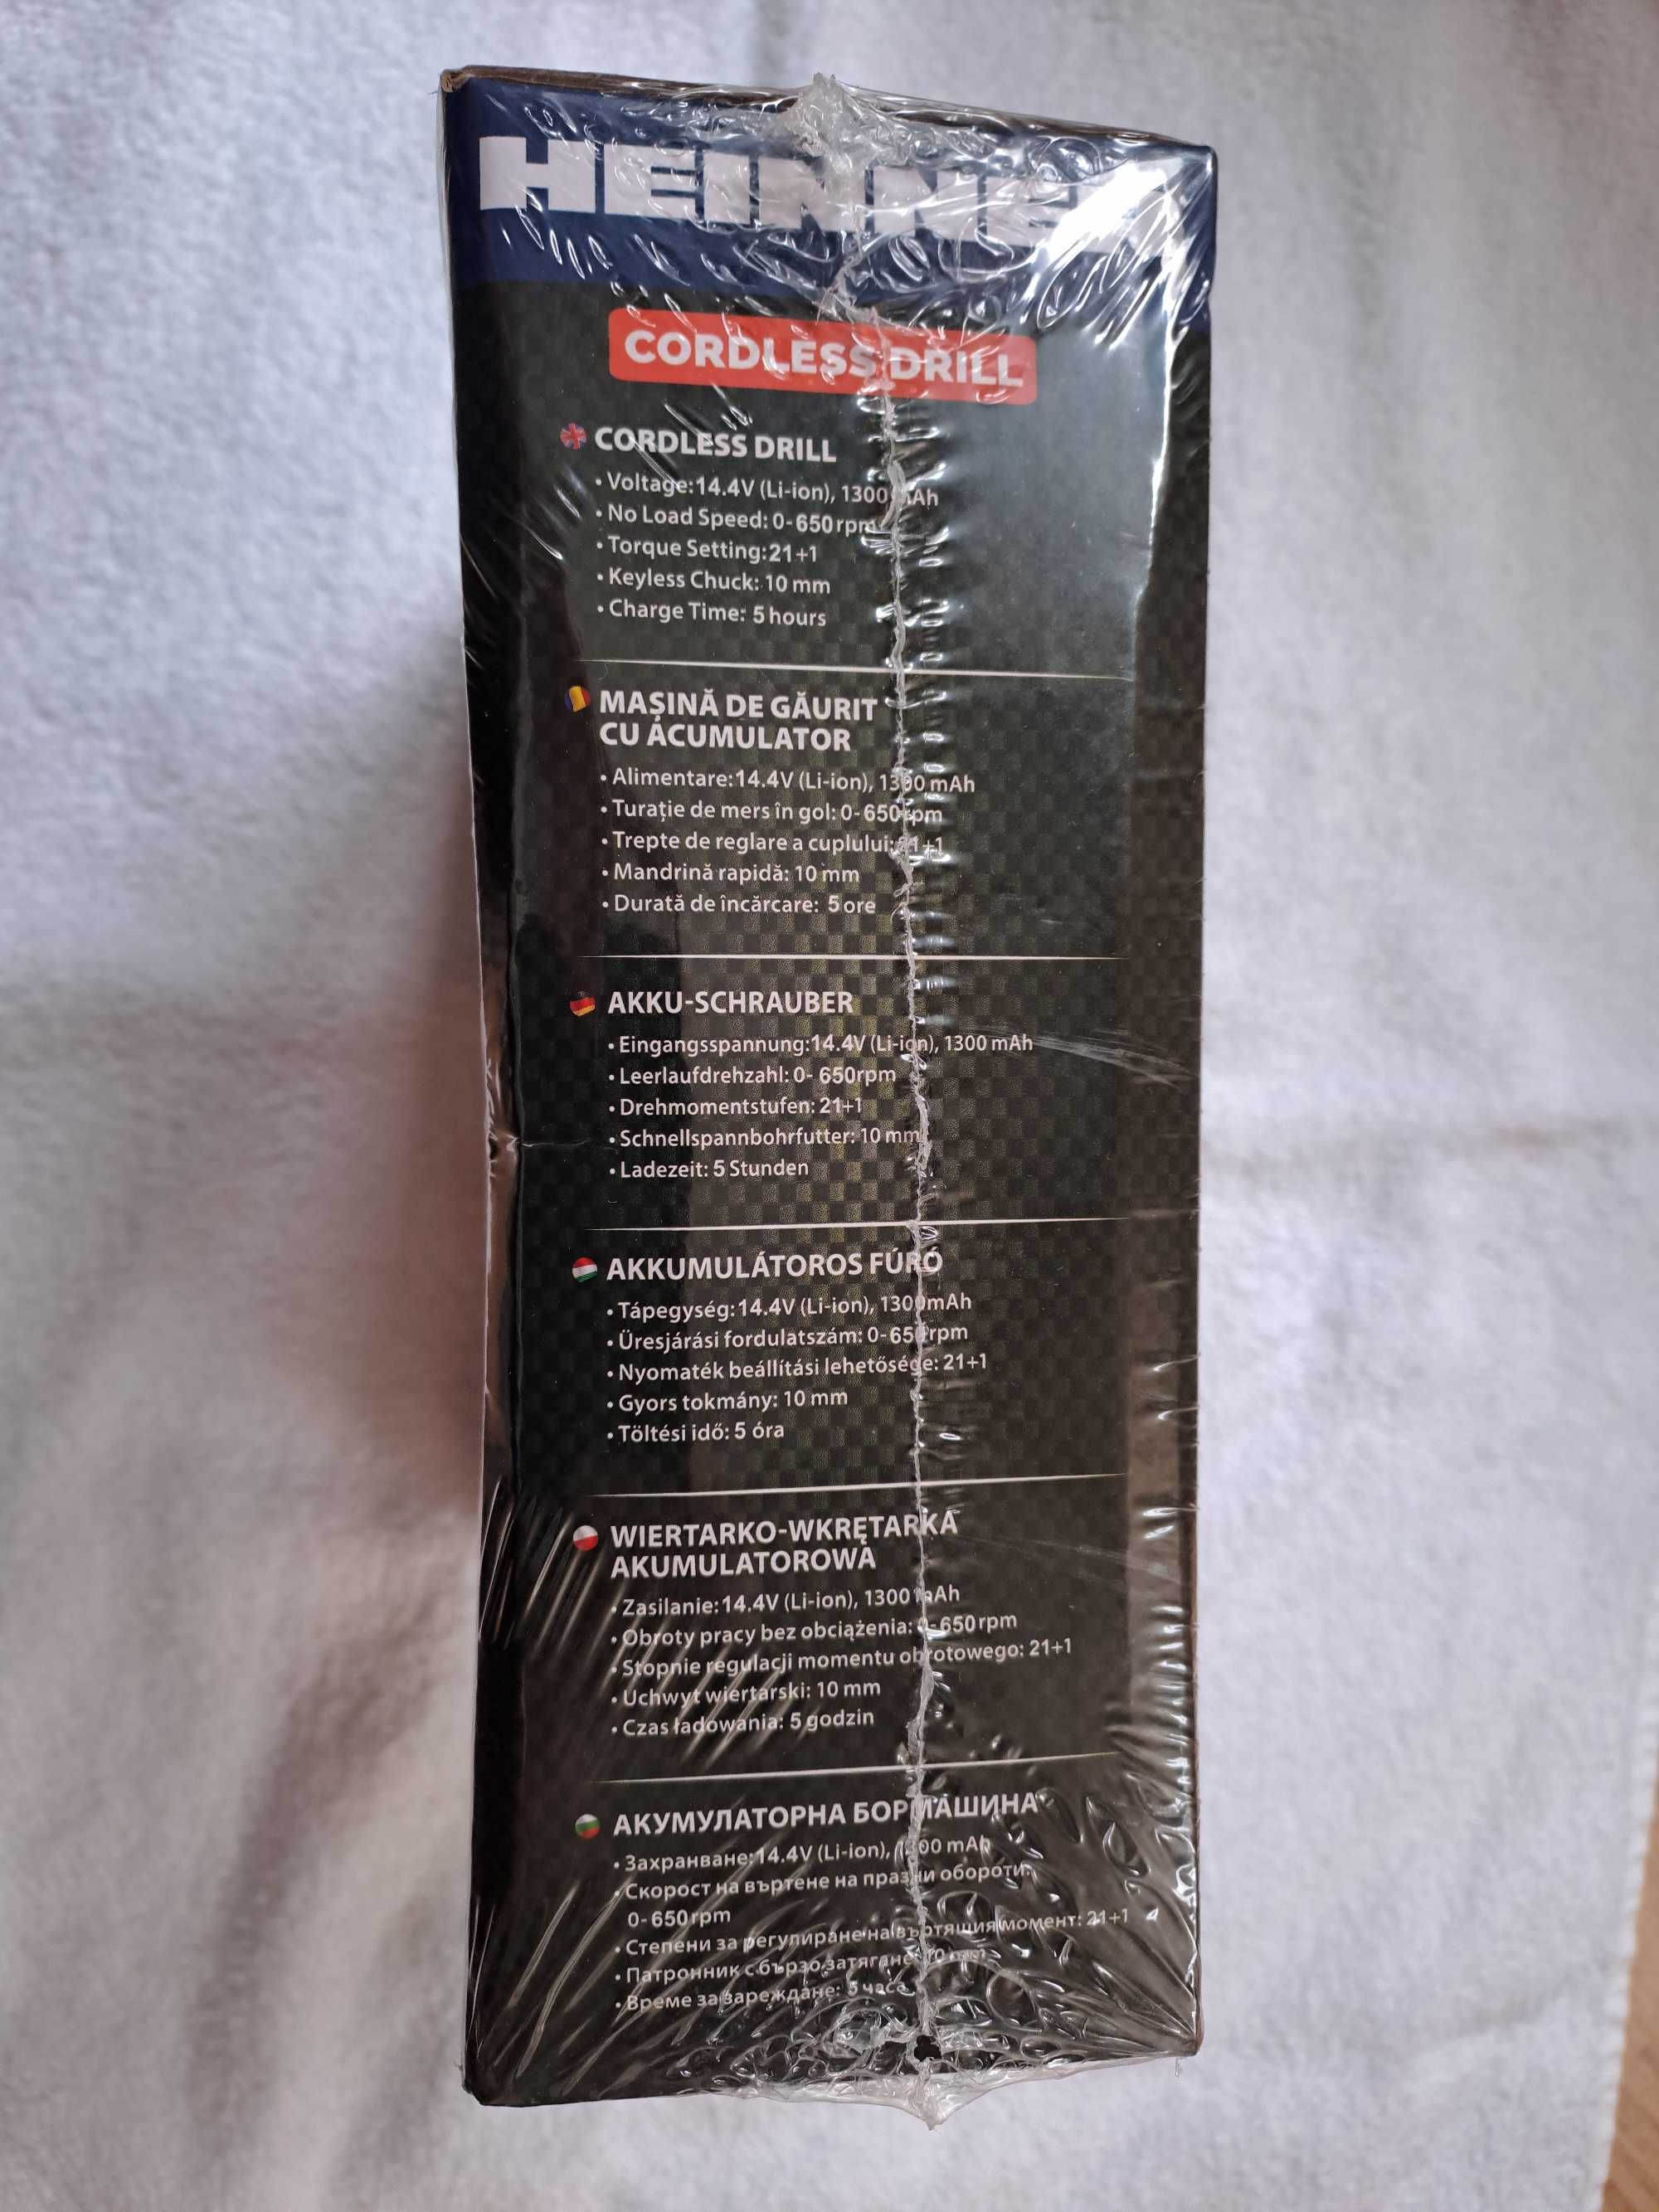 HEINNER
CORDLESS DRILL
CORDLESS DRILL
• Voltage:14.4V (Li-ion), 1300 mAh
• No Load Speed: 0-650 rpm
• Torque Setting:21+1
• Keyless Chuck: 10 mm
• Charge Time: 5 hours
MAȘINĂ DE GĂURIT
CU ACUMULATOR
• Alimentare:14.4V (Li-ion), 1300 mAh
• Turație de mers în gol: 0-650 rpm
• Trepte de reglare a cuplului: 21+1
• Mandrină rapidă: 10 mm
• Durată de încărcare: 5 ore
AKKU-SCHRAUBER
• Eingangsspannung:14.4V (Li-ion), 1300 mAh
• Leerlaufdrehzahl: 0- 650rpm
• Drehmomentstufen: 21+1
• Schnellspannbohrfutter: 10 mm
• Ladezeit: 5 Stunden
AKKUMULÁTOROS FÚRÓ
• Tápegység:14.4V (Li-ion), 1300mAh
• Üresjárási fordulatszám: 0-650rpm
• Nyomaték beállítási lehetősége: 21+1
• Gyors tokmány: 10 mm
• Töltési idő: 5 óra
WIERTARKO-WKRĘTARKA
AKUMULATOROWA
• Zasilanie:14.4V (Li-ion), 1300 mAh
• Obroty pracy bez obciążenia: 0-650 rpm
• Stopnie regulacji momentu obrotowego: 21+1
• Uchwyt wiertarski: 10 mm
• Czas ładowania: 5 godzin
АКУМУЛАТОРНА БОРМАШИНА
• Захранване:14.4V (Li-ion), 1300 mAh
• Скорост на въртене на празни обороти:
0-650rpm
• Степени за регулиране на въртящия момент: 21+1
• Патронник с бързо затягане: 10 mm
• Време за зареждане: 5 часа